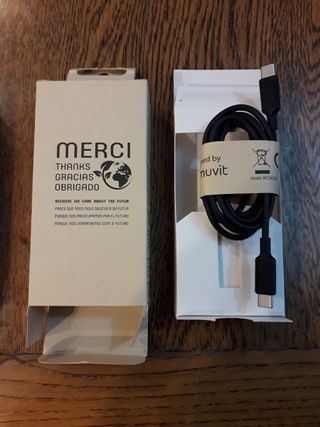 MERCI
THANKS
GRACIAS
OBRIGADO
BECAUSE WE CARE ABOUT THE FUTUR
PARCE QUE NOUS NOUS SOUCIONS DU FUTUR
PORQUE NOS PREOCUPAMOS POR EL FUTURO
PORQUE NOS IMPORTAMOS COM O FUTURO
ed by
muvit
Model: